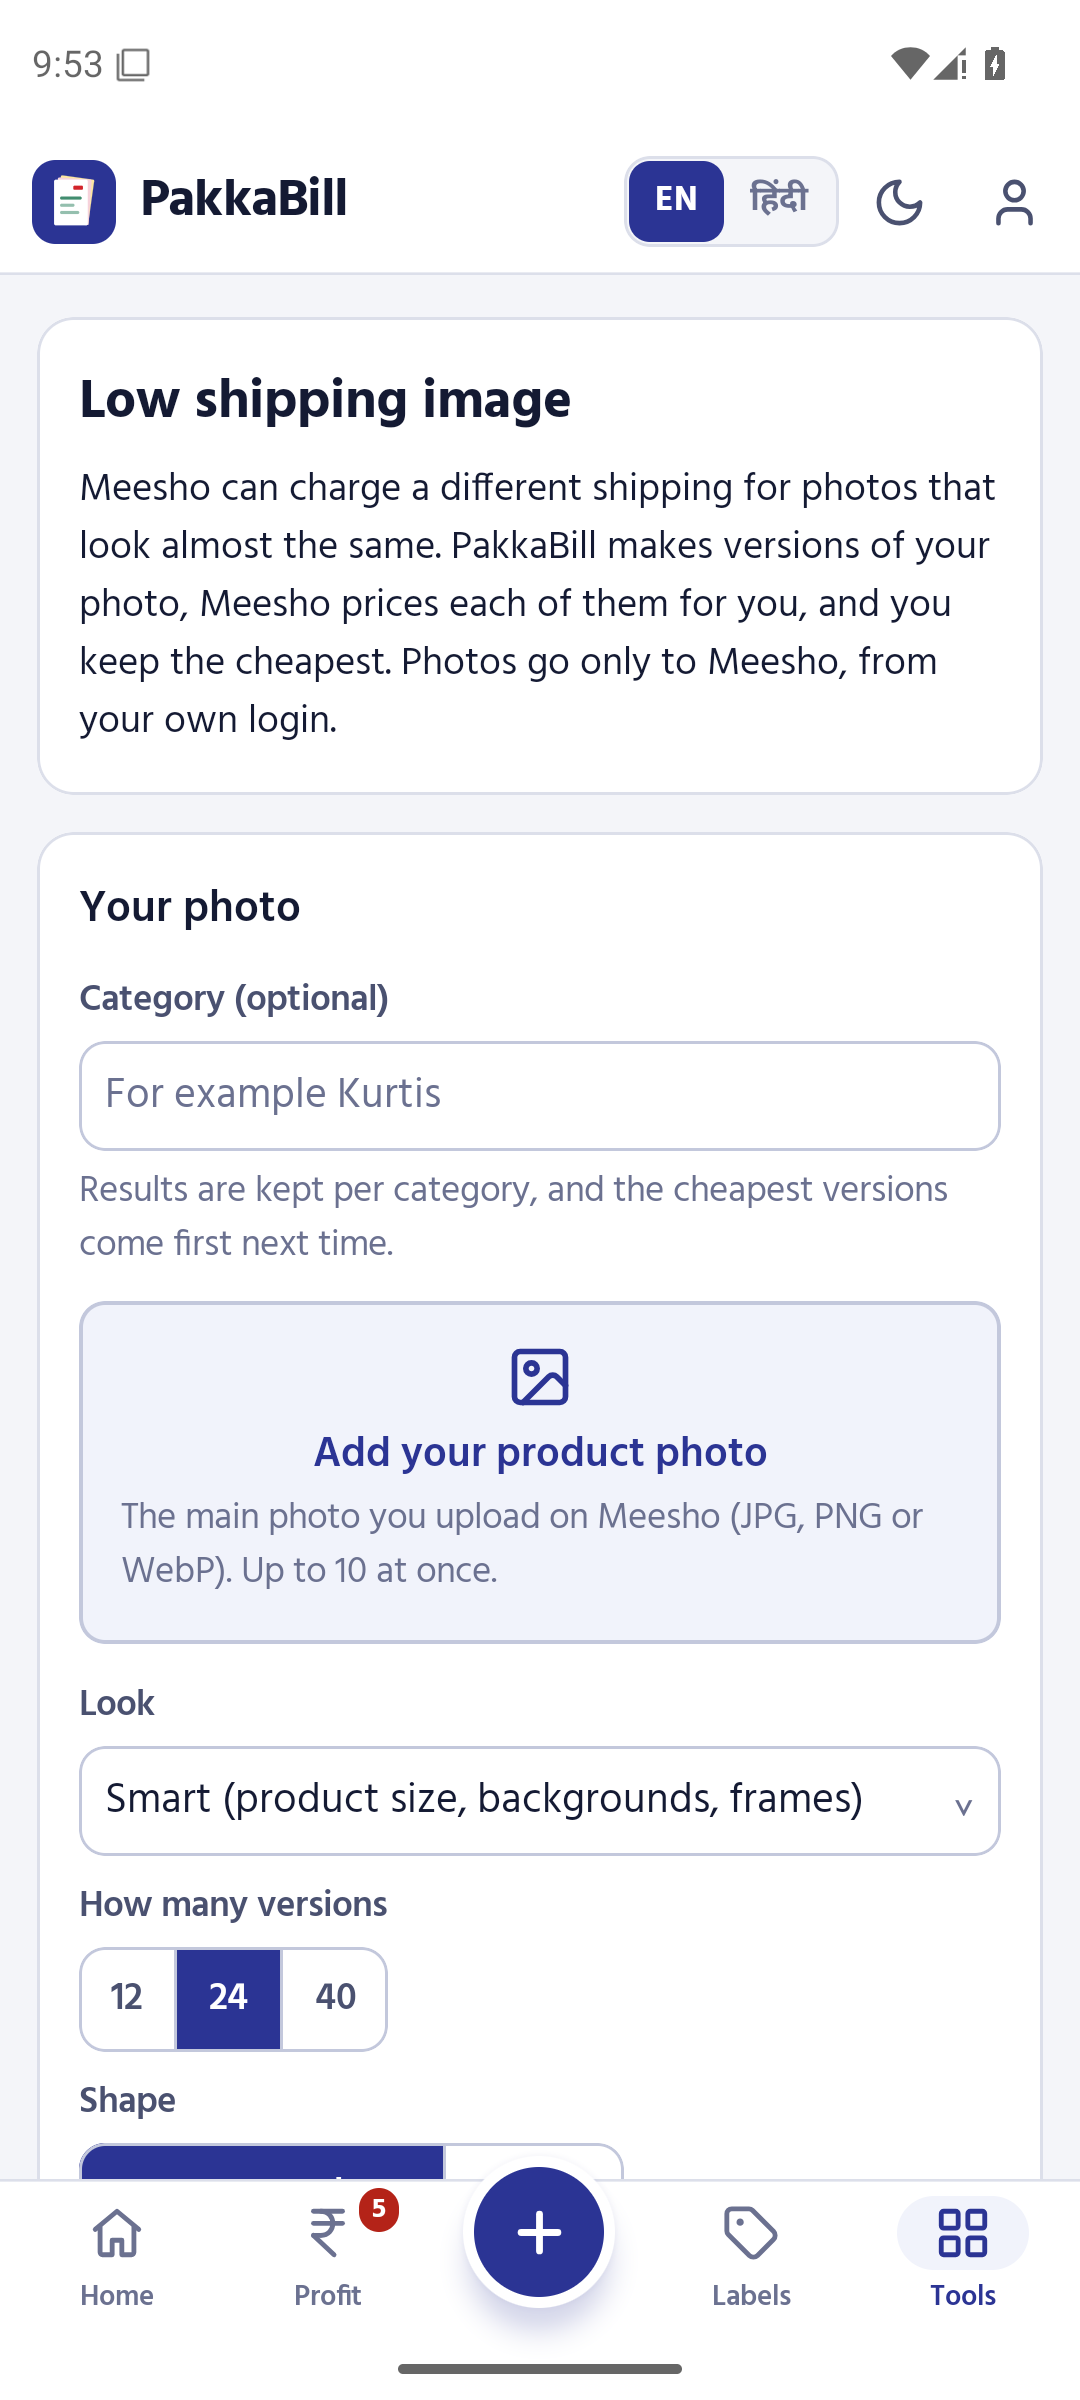 9:53
PakkaBill
EN
हिंदी
Low shipping image
Meesho can charge a different shipping for photos that
look almost the same. PakkaBill makes versions of your
photo, Meesho prices each of them for you, and you
keep the cheapest. Photos go only to Meesho, from
your own login.
Your photo
Category (optional)
For example Kurtis
Results are kept per category, and the cheapest versions
come first next time.
Add your product photo
The main photo you upload on Meesho (JPG, PNG or
WebP). Up to 10 at once.
Look
Smart (product size, backgrounds, frames)
How many versions
12
24
40
Shape
5
Home
Profit
Labels
Tools